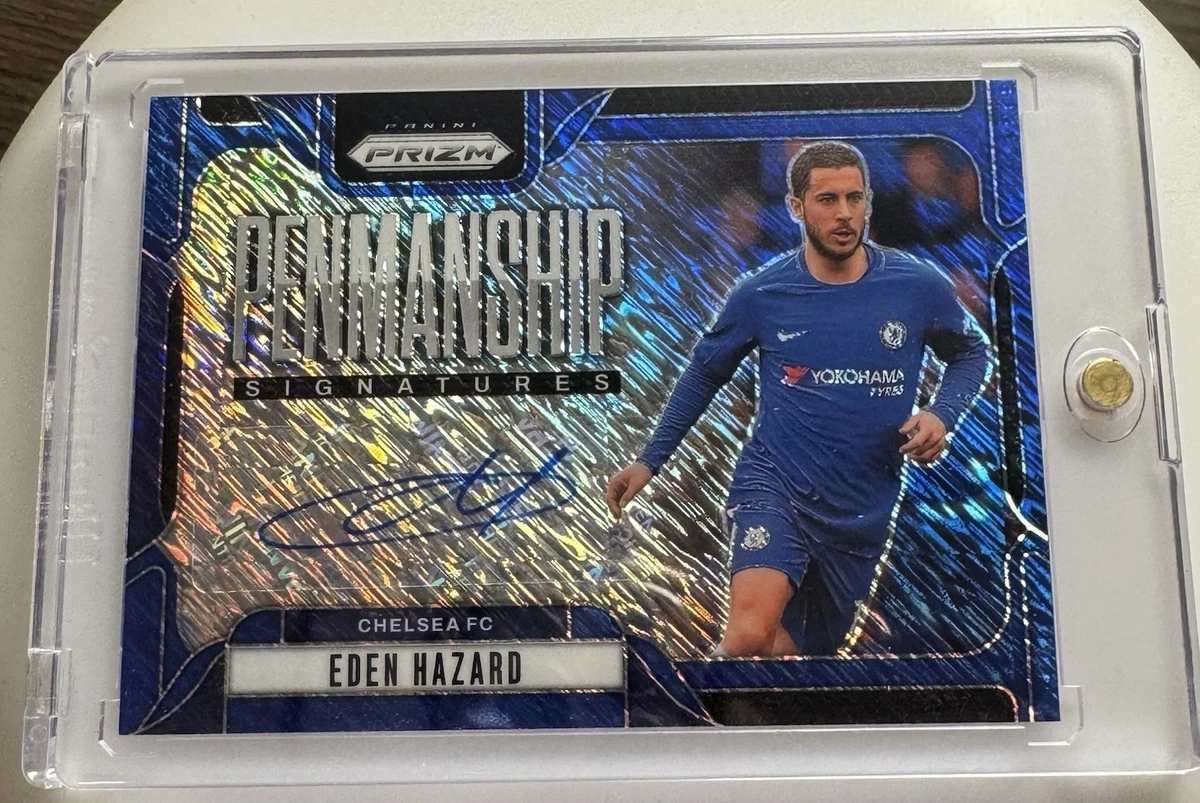 PANINI
PRIZM
PENMANSHIP
SIGNATURES
YOKOHAMA
TYRES
CHELSEA FC
EDEN HAZARD